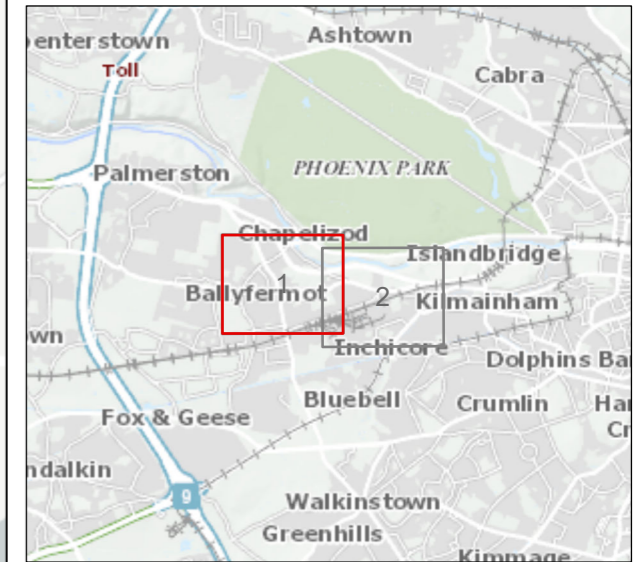 enterstown
Ashtown
Toll
Cabra
PHOENIX PARK
Palmerston
Chapelizod
Islandbridge
1
Ballyfermot
2
Kilmainham
own
Inchicore
Dolphins Ba
Bluebell
Crumlin
Ha
Fox & Geese
Cr
ndalkin
9
Walkinstown
Greenhills
Kimmage